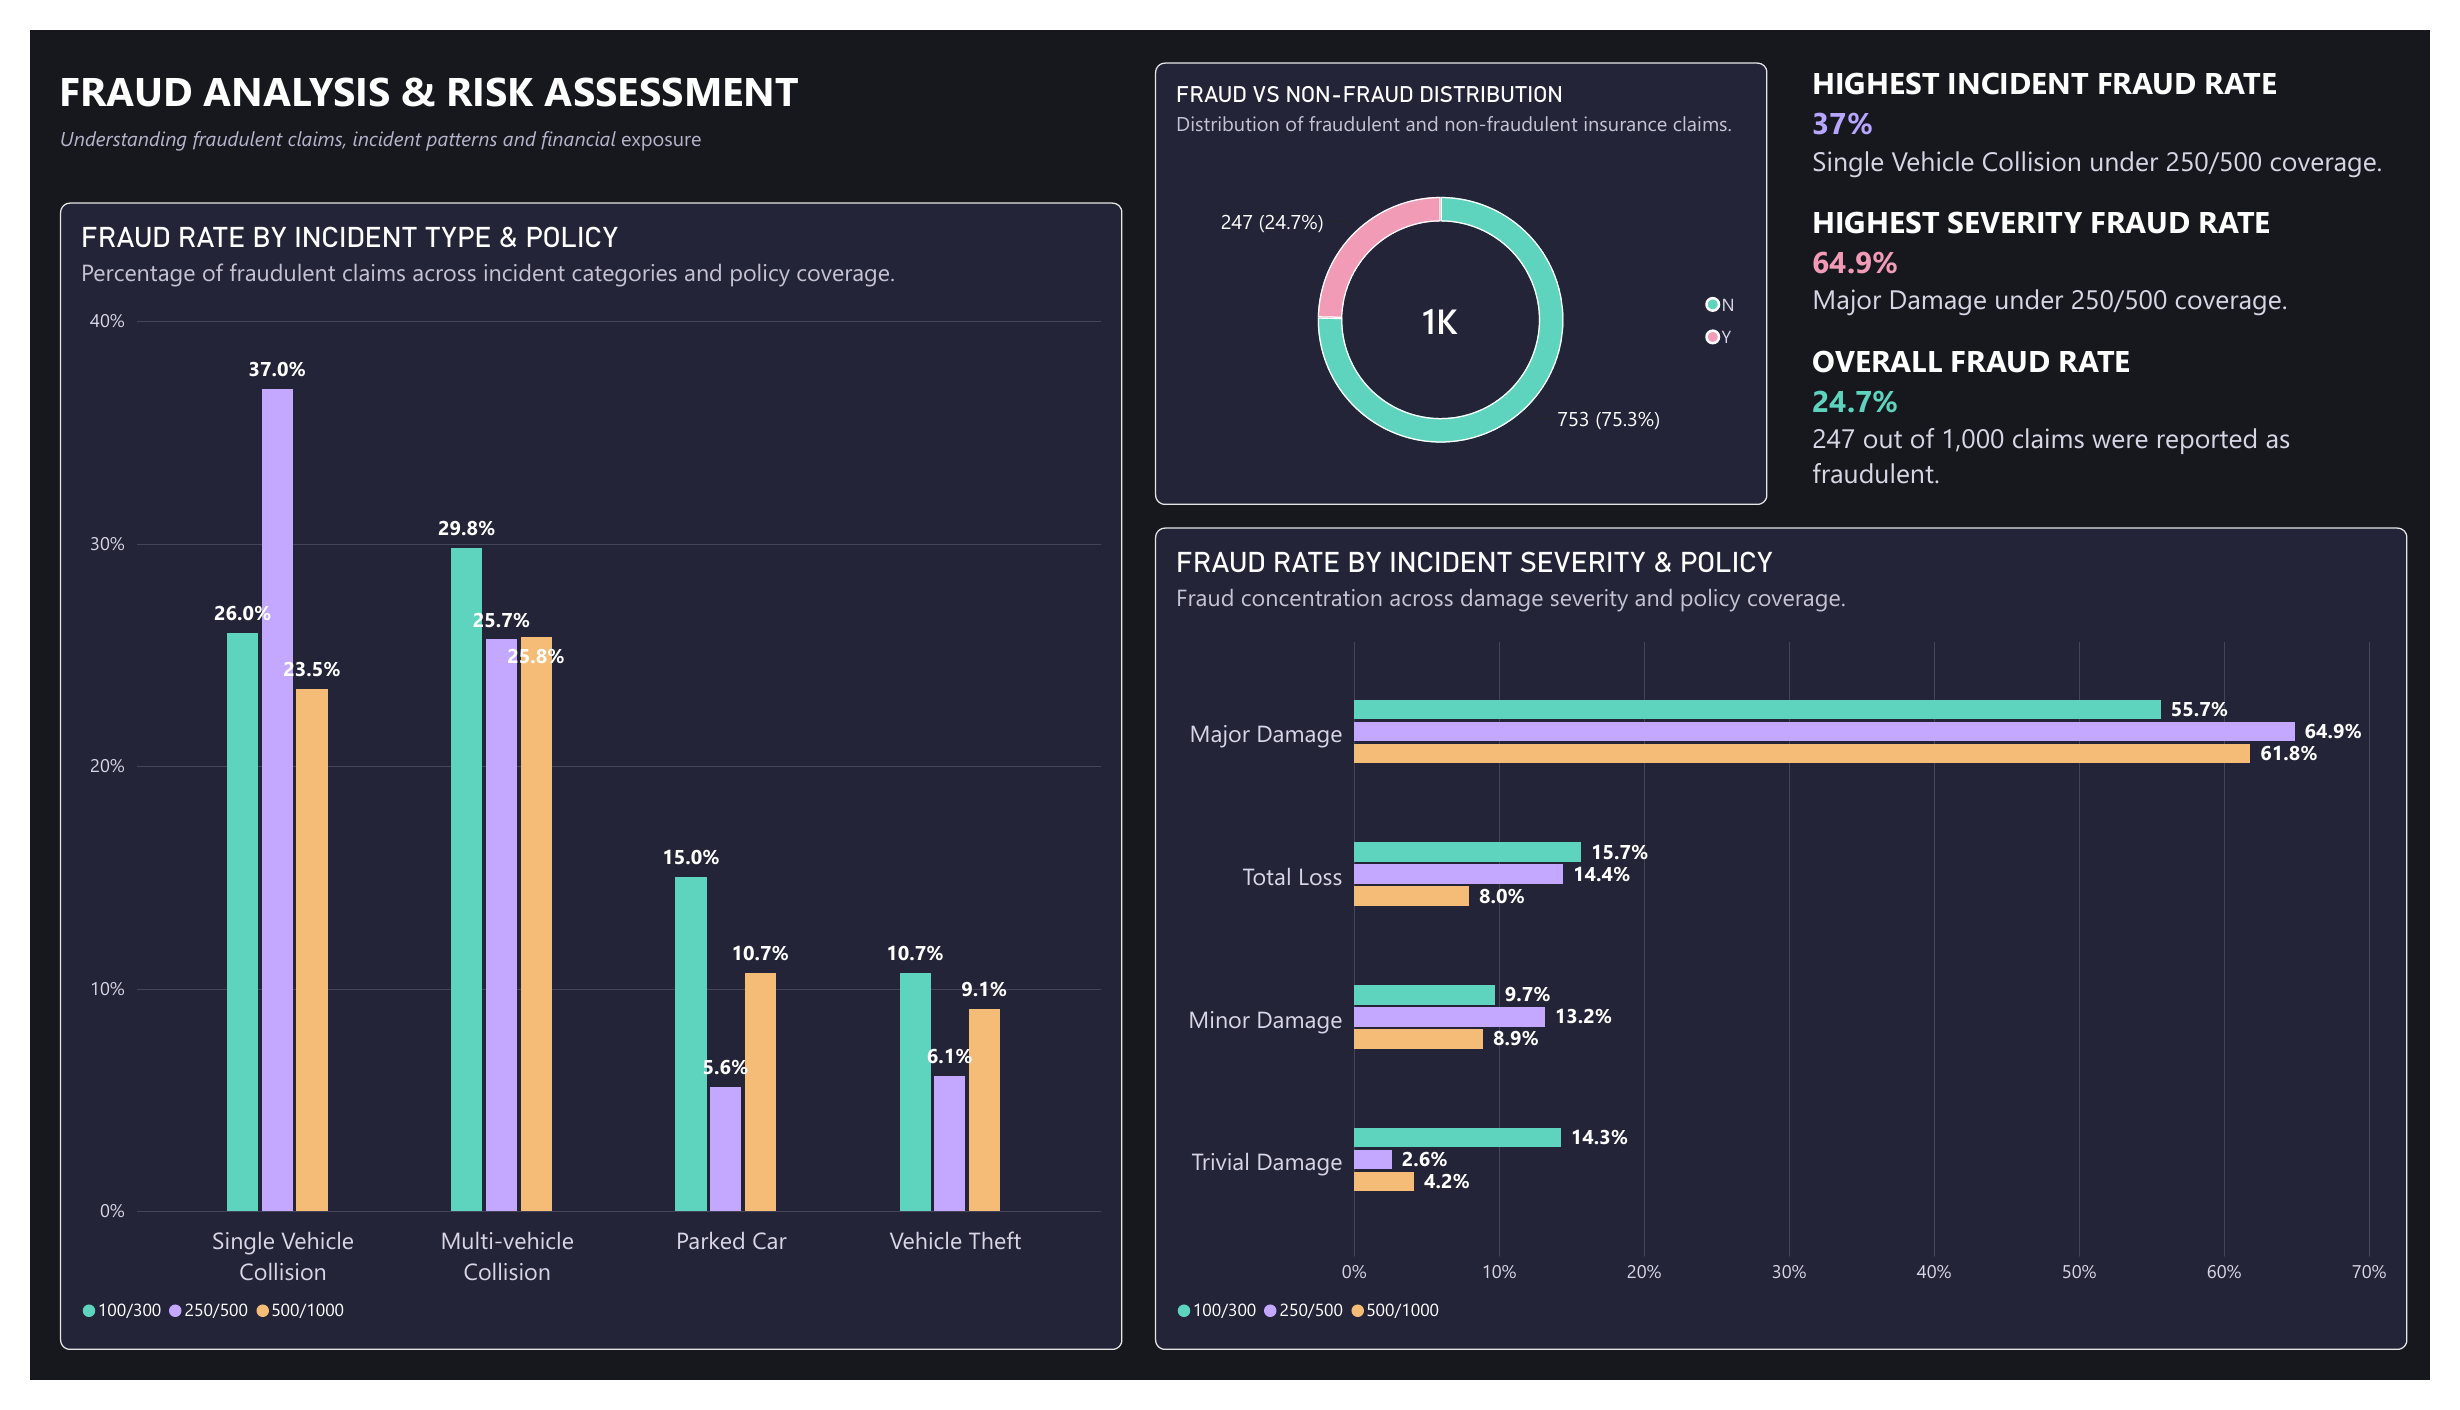 FRAUD ANALYSIS & RISK ASSESSMENT
Understanding fraudulent claims, incident patterns and financial exposure
FRAUD RATE BY INCIDENT TYPE & POLICY
Percentage of fraudulent claims across incident categories and policy coverage.
40%
30%
20%
10%
0%
26.0%
37.0%
23.5%
29.8%
25.7%
25.8%
15.0%
5.6%
10.7%
10.7%
6.1%
9.1%
Single Vehicle
Collision
Multi-vehicle
Collision
Parked Car
Vehicle Theft
100/300 250/500 500/1000
FRAUD VS NON-FRAUD DISTRIBUTION
Distribution of fraudulent and non-fraudulent insurance claims.
247 (24.7%)
1K
753 (75.3%)
N
Y
HIGHEST INCIDENT FRAUD RATE
37%
Single Vehicle Collision under 250/500 coverage.
HIGHEST SEVERITY FRAUD RATE
64.9%
Major Damage under 250/500 coverage.
OVERALL FRAUD RATE
24.7%
247 out of 1,000 claims were reported as
fraudulent.
FRAUD RATE BY INCIDENT SEVERITY & POLICY
Fraud concentration across damage severity and policy coverage.
Major Damage
55.7%
64.9%
61.8%
Total Loss
15.7%
14.4%
8.0%
Minor Damage
9.7%
13.2%
8.9%
Trivial Damage
14.3%
2.6%
4.2%
0% 10% 20% 30% 40% 50% 60% 70%
100/300 250/500 500/1000